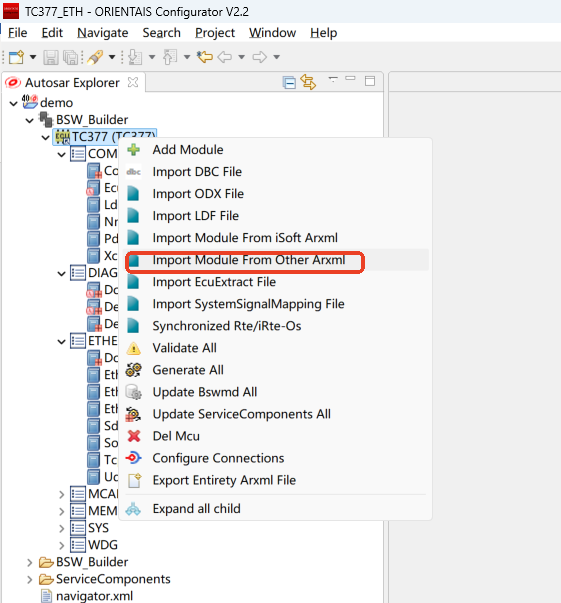 TC377_ETH - ORIENTAIS Configurator V2.2
File Edit Navigate Search Project Window Help
Autosar Explorer
demo
BSW_Builder
TC377 (TC377)
COM
Add Module
Co
Import DBC File
Ecu
Import ODX File
Ld
Import LDF File
Nr
Import Module From iSoft Arxml
Pd
Import Module From Other Arxml
Xc
Import EcuExtract File
DIAG
Import SystemSignalMapping File
Do
Synchronized Rte/iRte-Os
De
Validate All
De
ETHE
Generate All
Do
Update Bswmd All
Eth
Update ServiceComponents All
Eth
Del Mcu
Eth
Configure Connections
Sd
Export Entirety Arxml File
So
Expand all child
Tc
Ud
MCA
MEM
SYS
WDG
BSW_Builder
ServiceComponents
navigator.xml